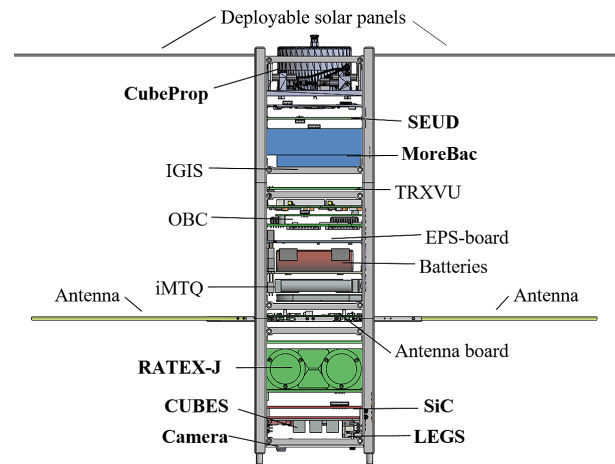 Deployable solar panels
CubeProp
SEUD
MoreBac
IGIS
TRXVU
OBC
EPS-board
Batteries
iMTQ
Antenna
Antenna
Antenna board
RATEX-J
CUBES
SiC
Camera
LEGS